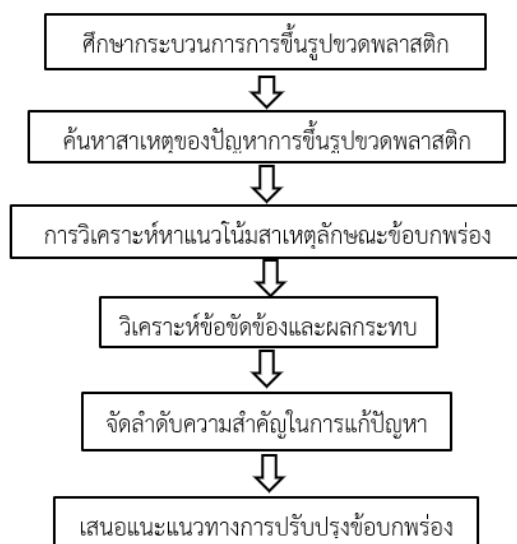 ศึกษากระบวนการการขึ้นรูปขวดพลาสติก
ค้นหาสาเหตุของปัญหาการขึ้นรูปขวดพลาสติก
การวิเคราะห์หาแนวโน้มสาเหตุลักษณะข้อบกพร่อง
วิเคราะห์ข้อขัดข้องและผลกระทบ
จัดลำดับความสำคัญในการแก้ปัญหา
เสนอแนะแนวทางการปรับปรุงข้อบกพร่อง